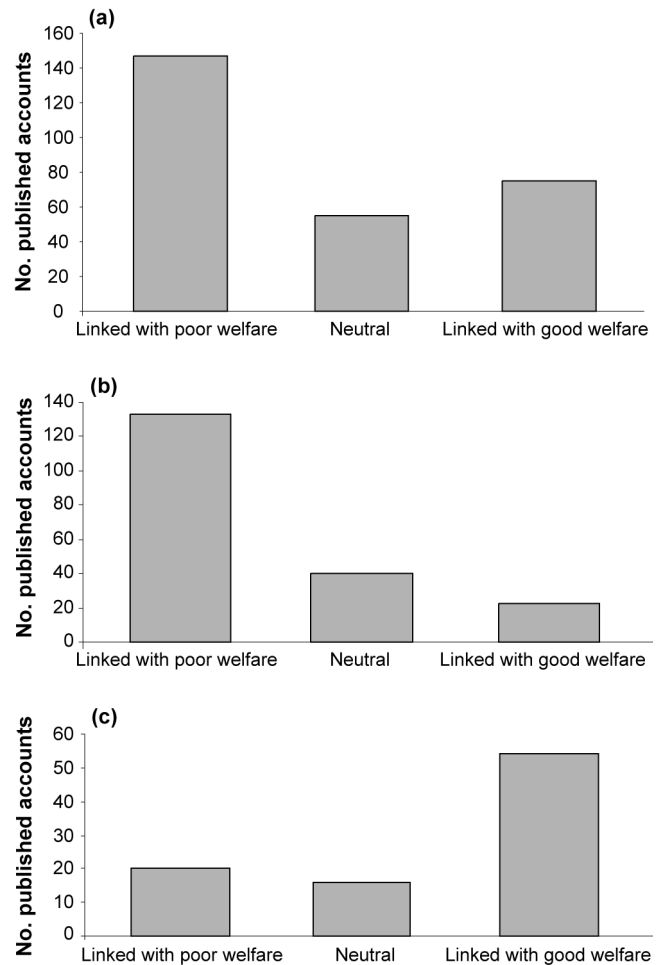 (a)
No. published accounts
160
140
120
100
80
60
40
20
0
Linked with poor welfare
Neutral
Linked with good welfare
(b)
No. published accounts
140
120
100
80
60
40
20
0
Linked with poor welfare
Neutral
Linked with good welfare
(c)
No. published accounts
60
50
40
30
20
10
0
Linked with poor welfare
Neutral
Linked with good welfare